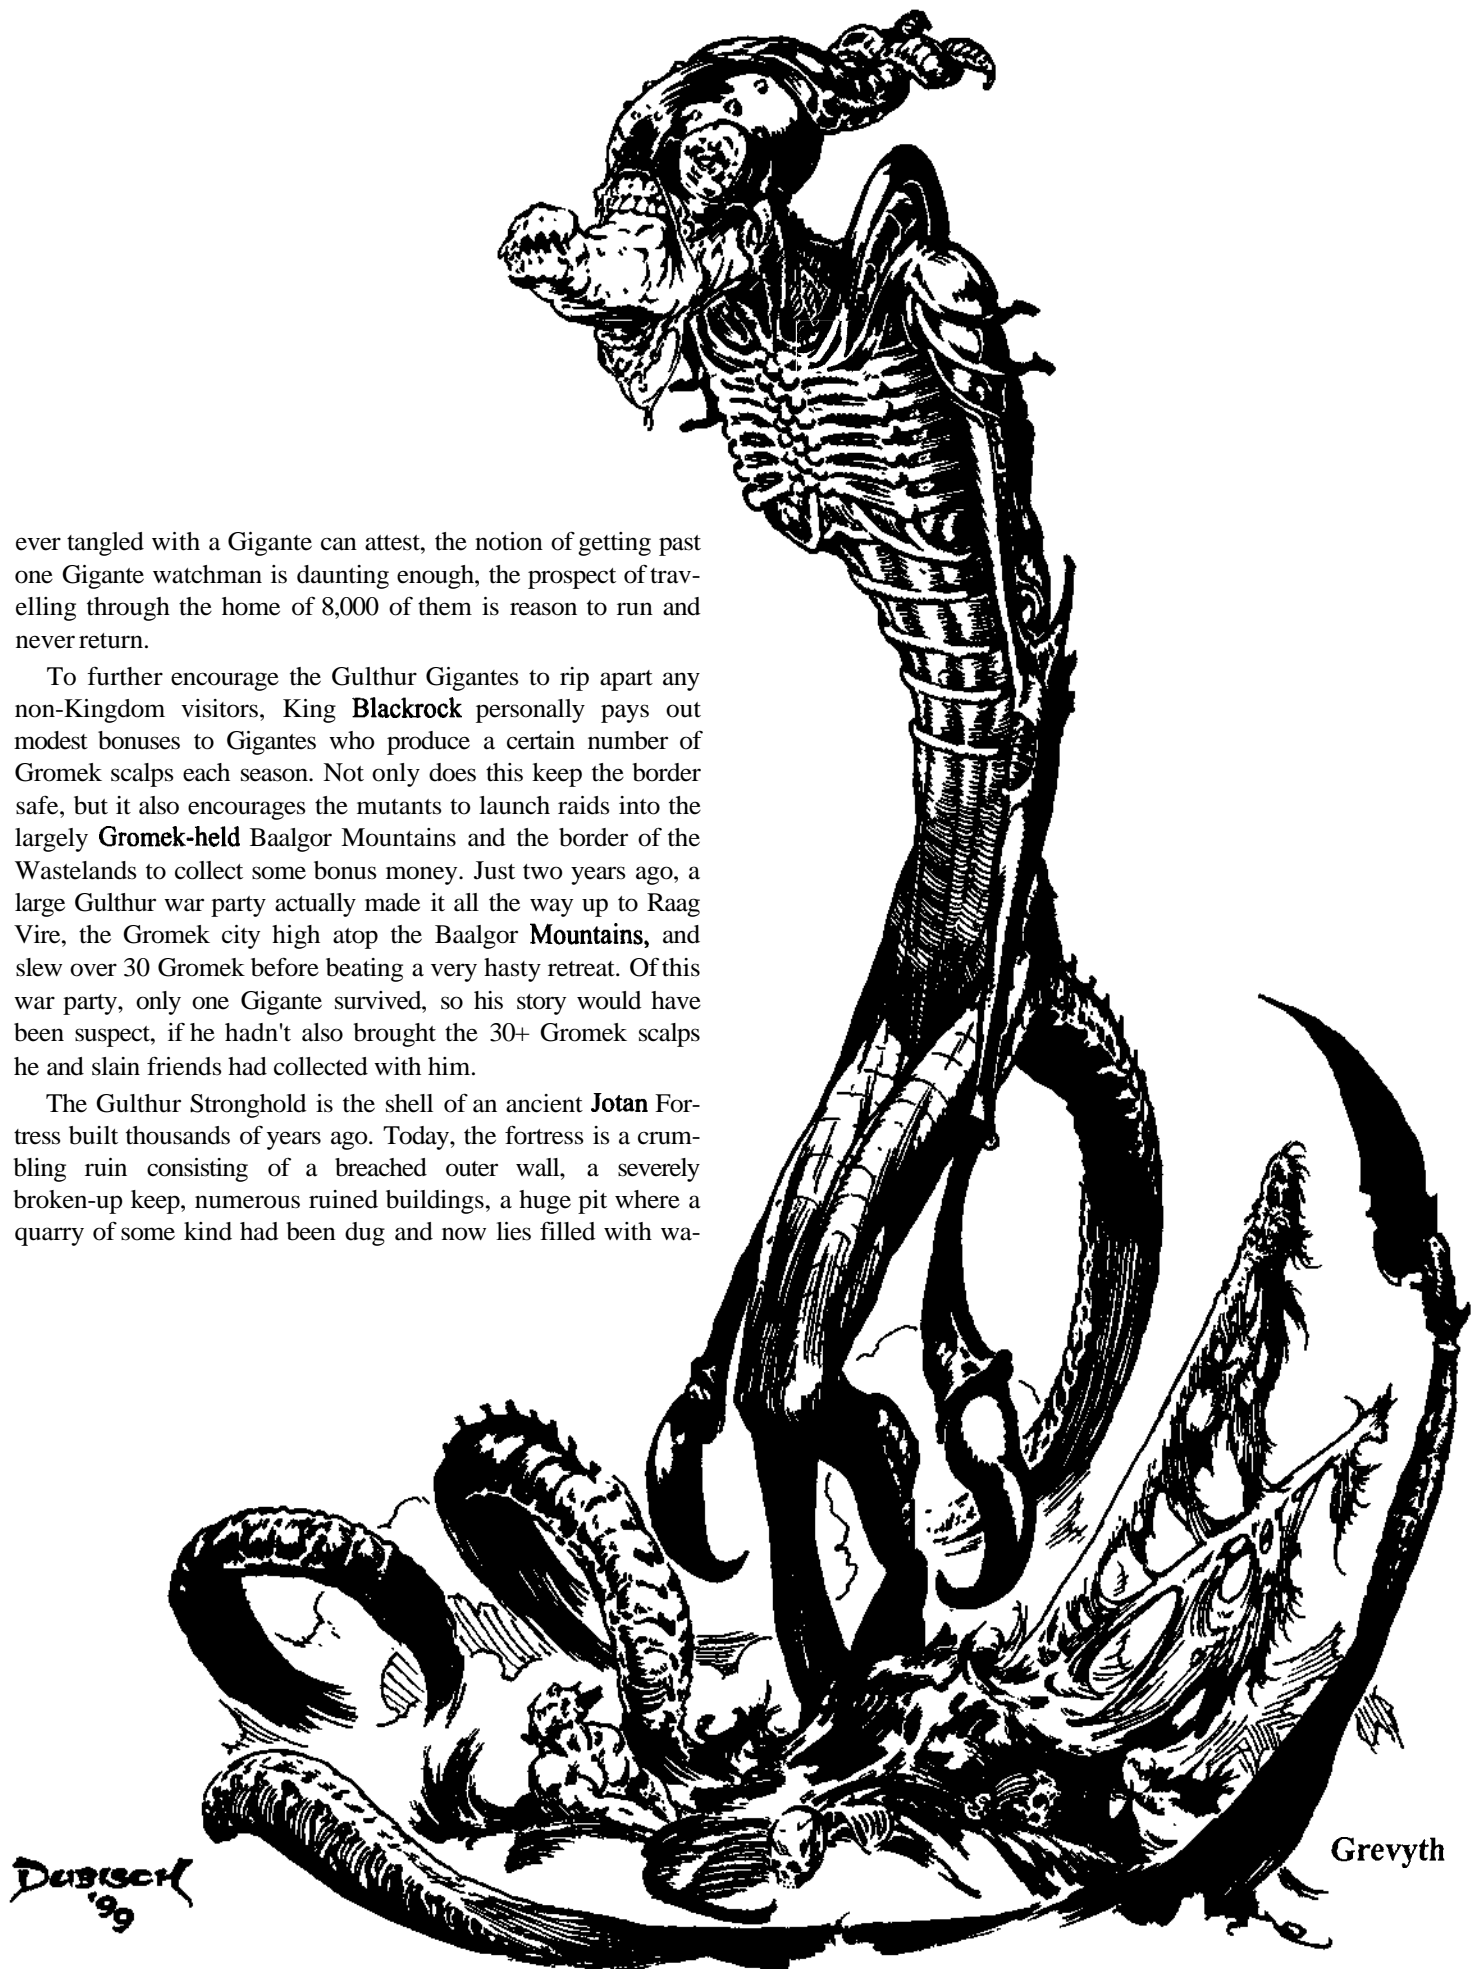 ever tangled with a Gigante can attest, the notion of getting past
one Gigante watchman is daunting enough, the prospect of trav-
elling through the home of 8,000 of them is reason to run and
never return.
To further encourage the Gulthur Gigantes to rip apart any
non-Kingdom visitors, King Blackrock personally pays out
modest bonuses to Gigantes who produce a certain number of
Gromek scalps each season. Not only does this keep the border
safe, but it also encourages the mutants to launch raids into the
largely Gromek-held Baalgor Mountains and the border of the
Wastelands to collect some bonus money. Just two years ago, a
large Gulthur war party actually made it all the way up to Raag
Vire, the Gromek city high atop the Baalgor Mountains, and
slew over 30 Gromek before beating a very hasty retreat. Of this
war party, only one Gigante survived, so his story would have
been suspect, if he hadn't also brought the 30+ Gromek scalps
he and slain friends had collected with him.
The Gulthur Stronghold is the shell of an ancient Jotan For-
tress built thousands of years ago. Today, the fortress is a crum-
bling ruin consisting of a breached outer wall, a severely
broken-up keep, numerous ruined buildings, a huge pit where a
quarry of some kind had been dug and now lies filled with wa-
Grevyth
DUBISCH
'99